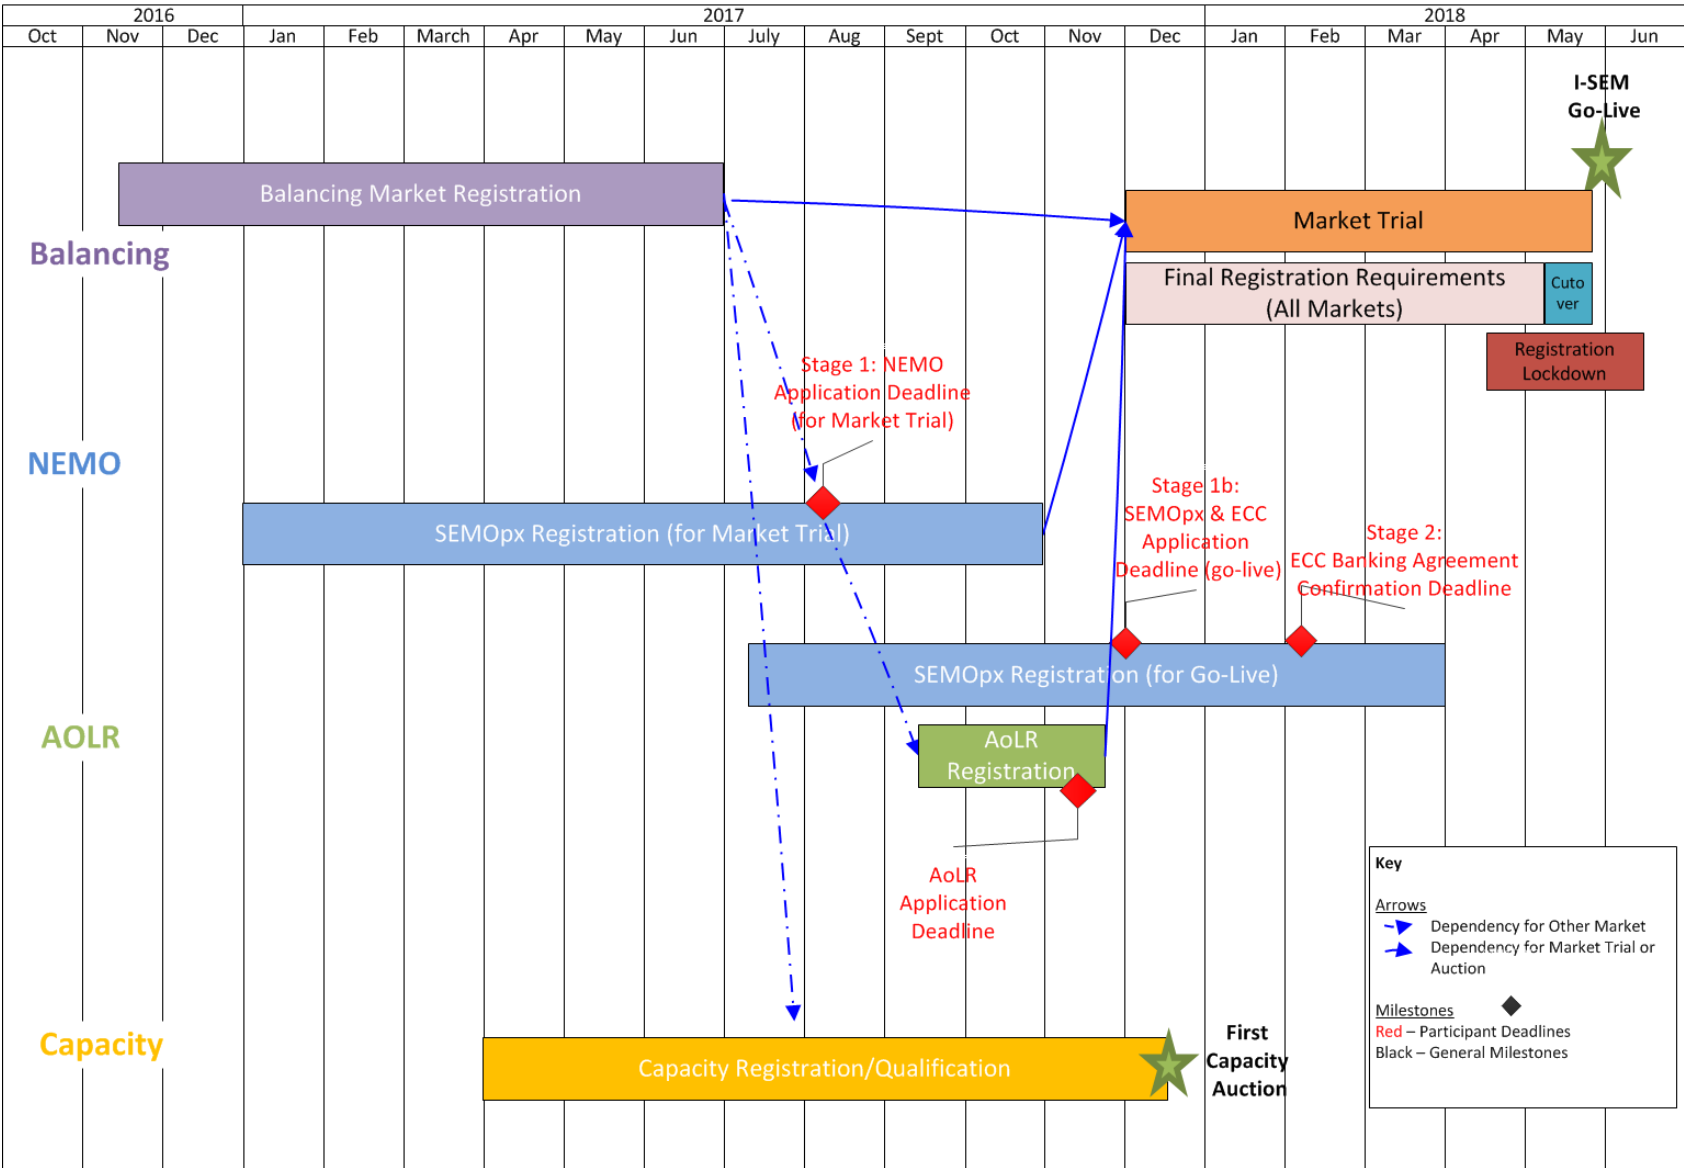 2016 2017 2018
Oct Nov Dec Jan Feb March Apr May Jun July Aug Sept Oct Nov Dec Jan Feb Mar Apr May Jun
I-SEM
Go-Live
Balancing Market Registration
Market Trial
Balancing
Final Registration Requirements
(All Markets)
Cuto
ver
Registration
Lockdown
Stage 1: NEMO
Application Deadline
(for Market Trial)
NEMO
SEMOpx Registration (for Market Trial)
Stage 1b:
SEMOpx & ECC
Application
Deadline (go-live)
Stage 2:
ECC Banking Agreement
Confirmation Deadline
SEMOpx Registration (for Go-Live)
AOLR
AoLR
Registration
AoLR
Application
Deadline
Key
Arrows
Dependency for Other Market
Dependency for Market Trial or
Auction
Milestones
Red – Participant Deadlines
Black – General Milestones
Capacity
Capacity Registration/Qualification
First
Capacity
Auction